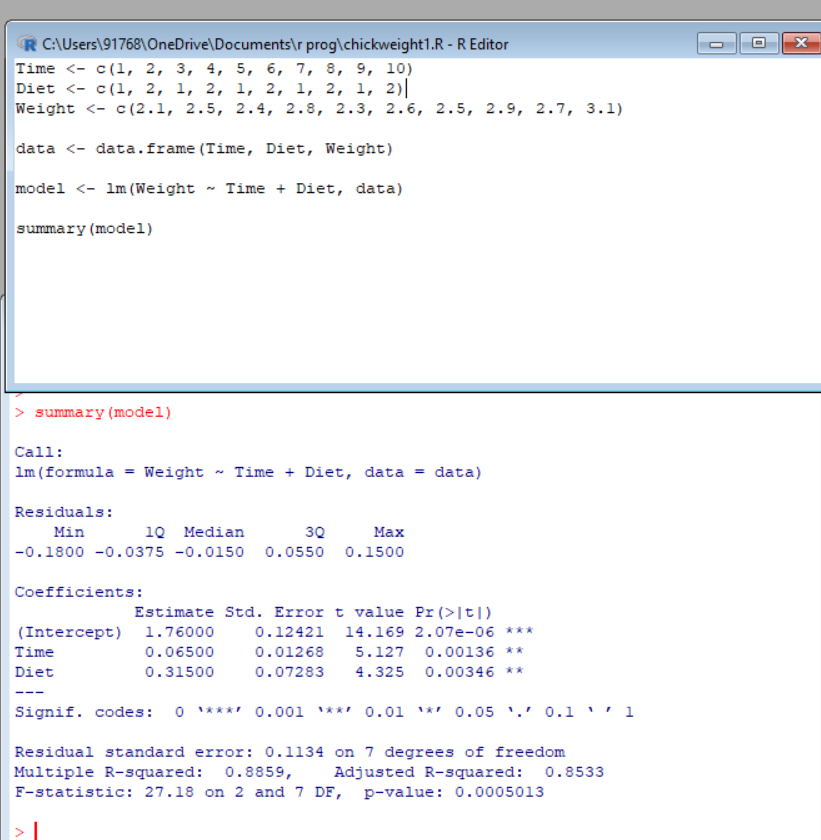 C:\Users\91768\OneDrive\Documents\r prog\chickweight1.R - R Editor
Time <- c(1, 2, 3, 4, 5, 6, 7, 8, 9, 10)
Diet <- c(1, 2, 1, 2, 1, 2, 1, 2, 1, 2)
Weight <- c(2.1, 2.5, 2.4, 2.8, 2.3, 2.6, 2.5, 2.9, 2.7, 3.1)
data <- data.frame(Time, Diet, Weight)
model <- lm(Weight ~ Time + Diet, data)
summary(model)
> summary(model)
Call:
lm(formula = Weight ~ Time + Diet, data = data)
Residuals:
    Min      1Q  Median      3Q     Max
-0.1800 -0.0375 -0.0150  0.0550  0.1500
Coefficients:
            Estimate Std. Error t value Pr(>|t|)
(Intercept)  1.76000    0.12421  14.169 2.07e-06 ***
Time         0.06500    0.01268   5.127  0.00136 **
Diet         0.31500    0.07283   4.325  0.00346 **
---
Signif. codes:  0 ‘***’ 0.001 ‘**’ 0.01 ‘*’ 0.05 ‘.’ 0.1 ‘ ’ 1
Residual standard error: 0.1134 on 7 degrees of freedom
Multiple R-squared:  0.8859,    Adjusted R-squared:  0.8533
F-statistic: 27.18 on 2 and 7 DF,  p-value: 0.0005013
>